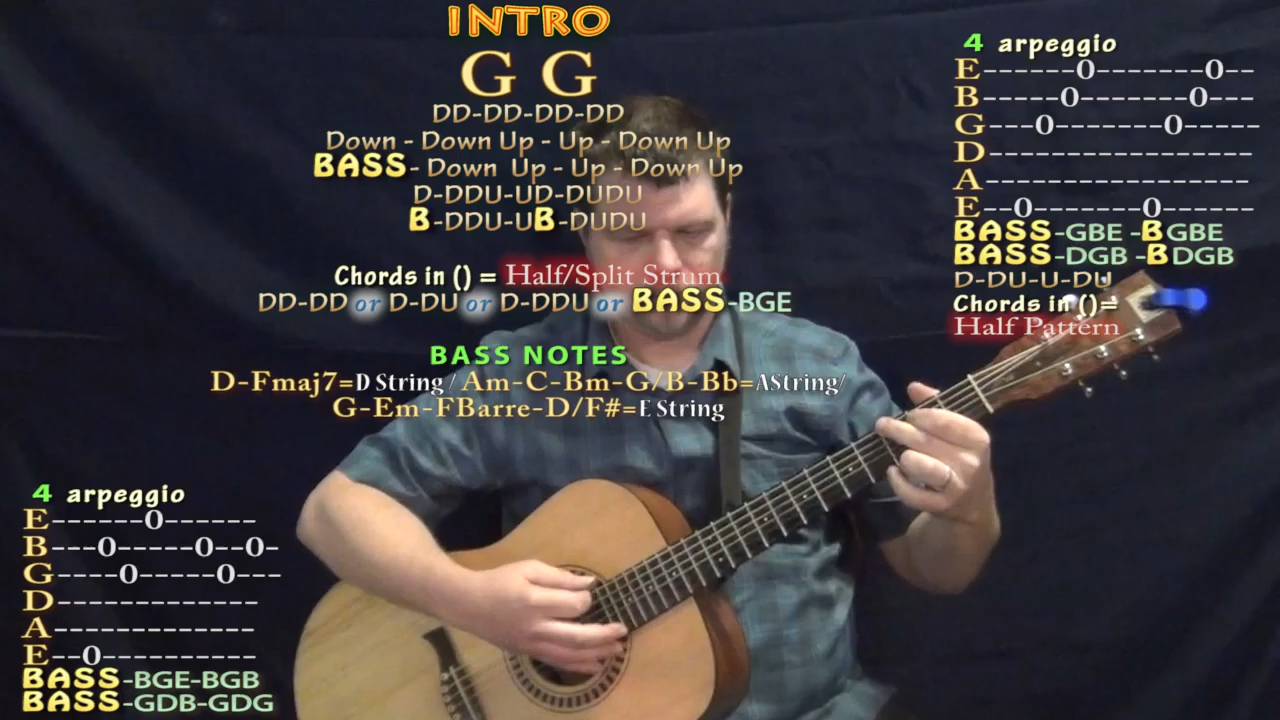 INTRO
G G
DD-DD-DD-DD
Down - Down Up - Up - Down Up
BASS- Down Up - Up - Down Up
D-DDU-UD-DUDU
B-DDU-UB-DUDU
Chords in () = Half/Split Strum
DD-DD or D-DU or D-DDU or BASS-BGE
BASS NOTES
D-Fmaj7=D String/ Am-C-Bm-G/B-Bb=AString/
G-Em-FBarre-D/F#=E String
4 arpeggio
E------0-------0--
B-----0-------0---
G---0-------0-----
D----------------
A----------------
E--0-------0------
BASS-GBE -BGBE
BASS-DGB -BDGB
D-DU-U-DU
Chords in ()=
Half Pattern
4 arpeggio
E------0------
B---0-----0--0-
G----0-----0---
D------------
A------------
E--0----------
BASS-BGE-BGB
BASS-GDB-GDG